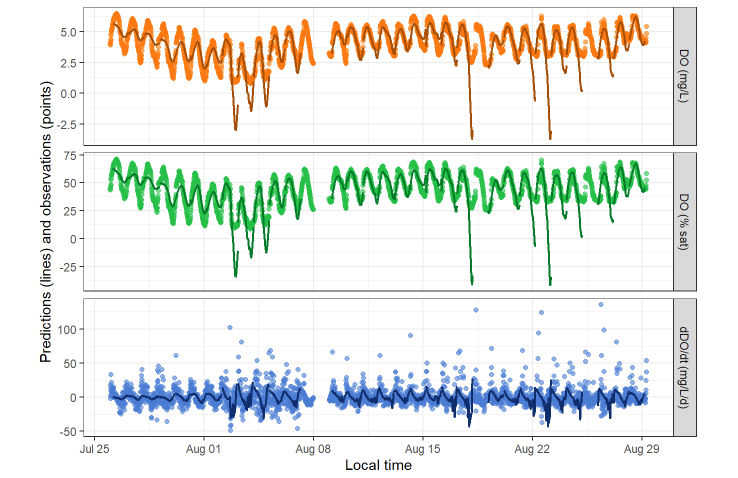 Predictions (lines) and observations (points)
5.0
2.5
0.0
-2.5
DO (mg/L)
75
50
25
0
-25
DO (% sat)
100
50
0
-50
dDO/dt (mg/L/d)
Jul 25
Aug 01
Aug 08
Aug 15
Aug 22
Aug 29
Local time